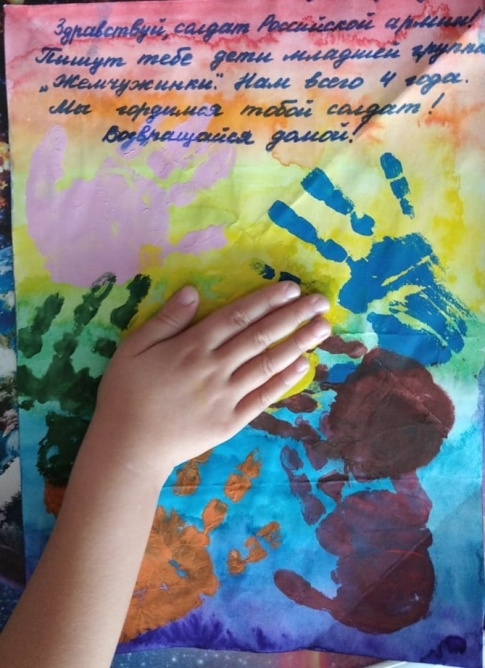 Здравствуй, солдат Российской армии!
Пишут тебе дети младшей группы
„Жемчужинки". Нам всего 4 года.
Мы гордимся тобой солдат!
Возвращайся домой!